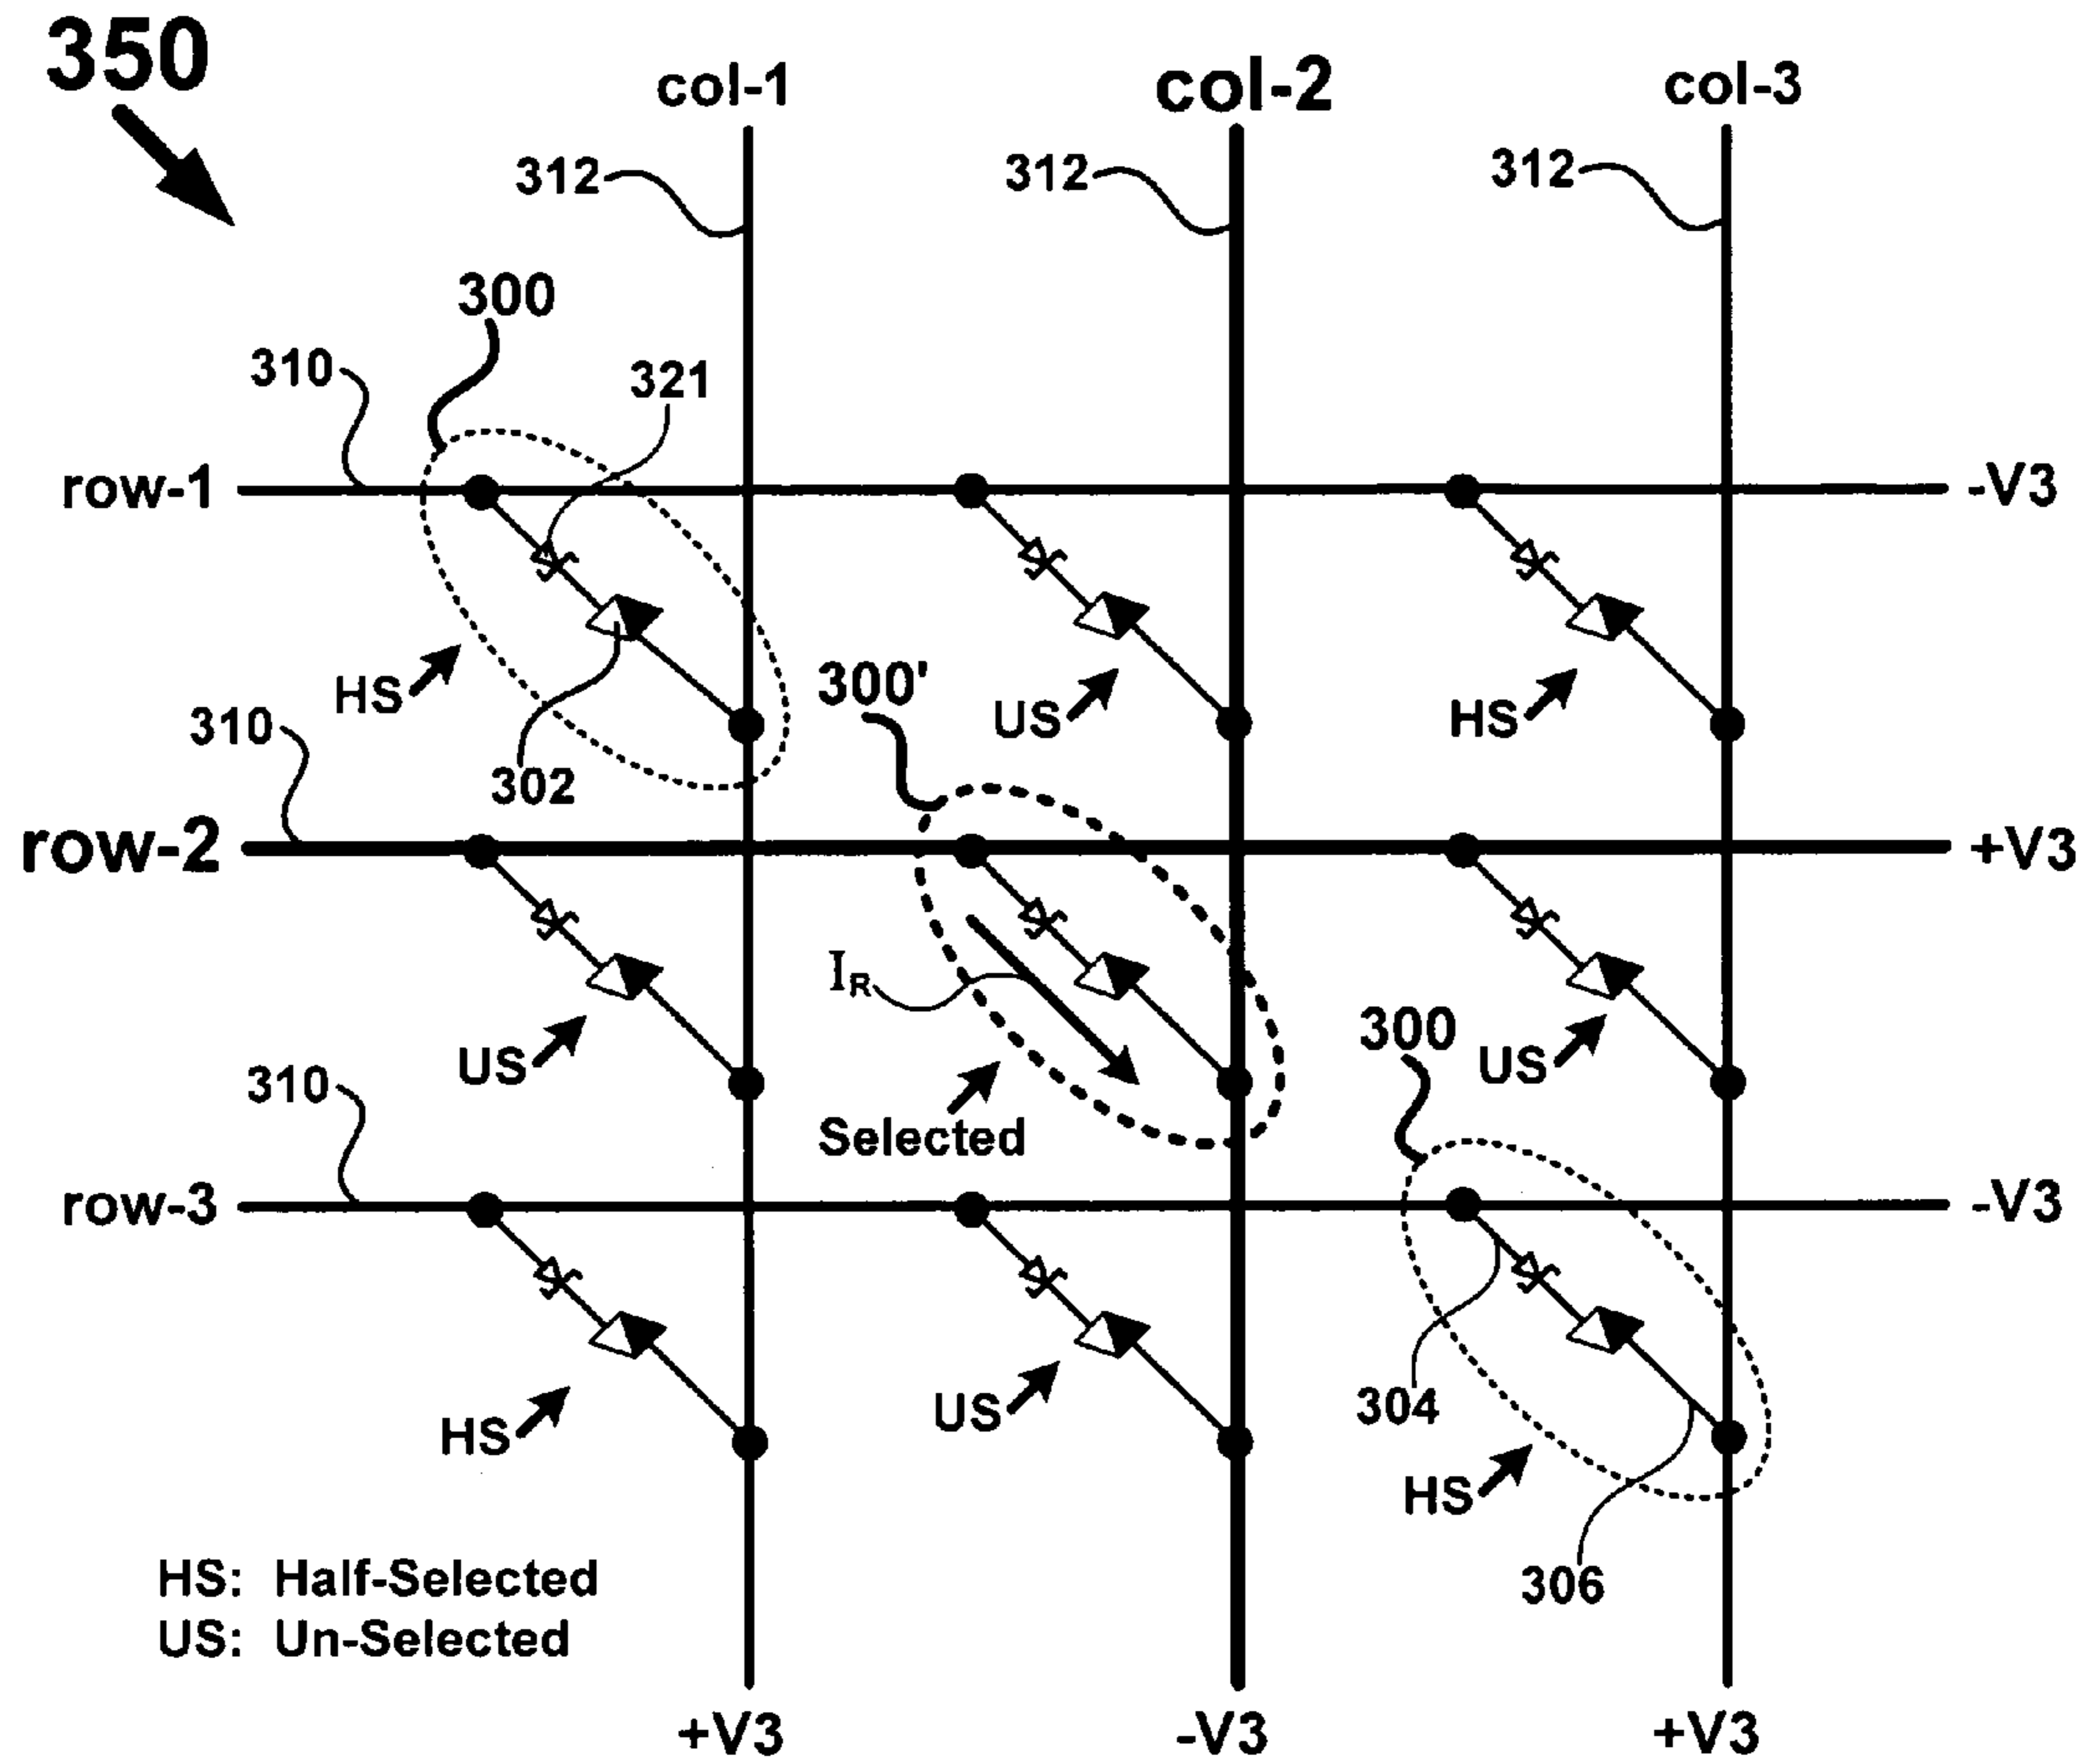 350
col-1
col-2
col-3
312
312
312
300
310
321
row-1
-V3
HS
302
300'
US
HS
310
row-2
+V3
US
I_R
Selected
300
US
310
row-3
-V3
HS
US
304
HS
306
HS: Half-Selected
US: Un-Selected
+V3
-V3
+V3